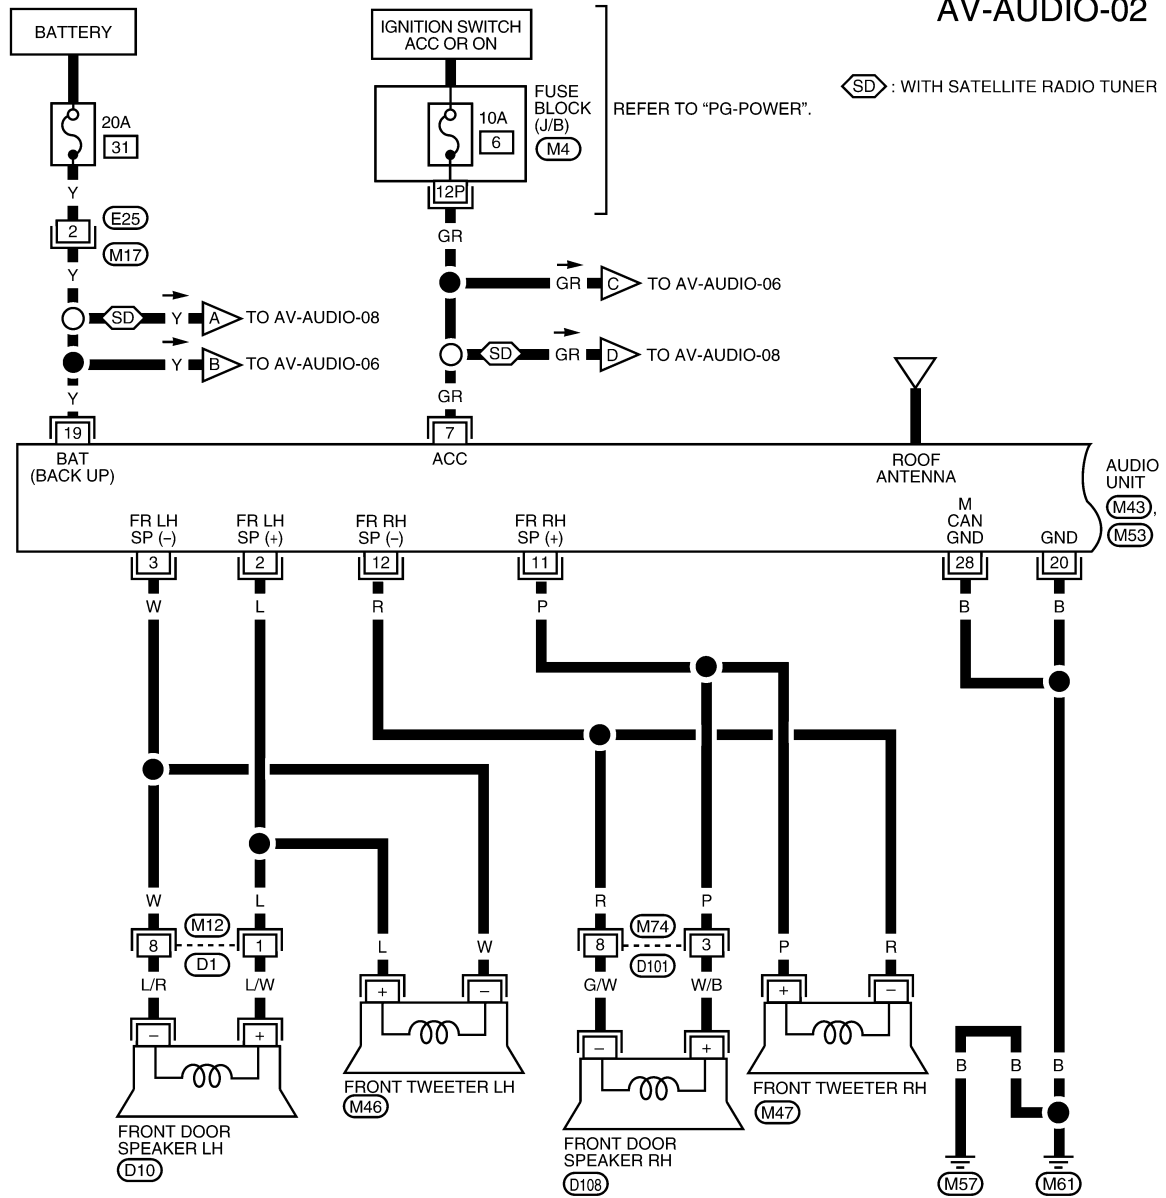 AV-AUDIO-02
BATTERY
IGNITION SWITCH
ACC OR ON
SD : WITH SATELLITE RADIO TUNER
20A
31
10A
6
FUSE
BLOCK
(J/B)
M4
REFER TO “PG-POWER”.
12P
Y
2
E25
M17
GR
Y
GR
C
TO AV-AUDIO-06
SD
Y
A
TO AV-AUDIO-08
SD
GR
D
TO AV-AUDIO-08
Y
B
TO AV-AUDIO-06
Y
GR
19
7
BAT
(BACK UP)
ACC
ROOF
ANTENNA
AUDIO
UNIT
M43,
M53
FR LH
SP (–)
FR LH
SP (+)
FR RH
SP (–)
FR RH
SP (+)
M
CAN
GND
GND
3
2
12
11
28
20
W
L
R
P
B
B
W
L
R
P
M12
8
1
D1
M74
8
3
D101
L
W
P
R
L/R
L/W
G/W
W/B
+
–
+
–
–
+
–
+
B
B
B
FRONT TWEETER LH
M46
FRONT TWEETER RH
M47
FRONT DOOR
SPEAKER LH
D10
FRONT DOOR
SPEAKER RH
D108
M57
M61